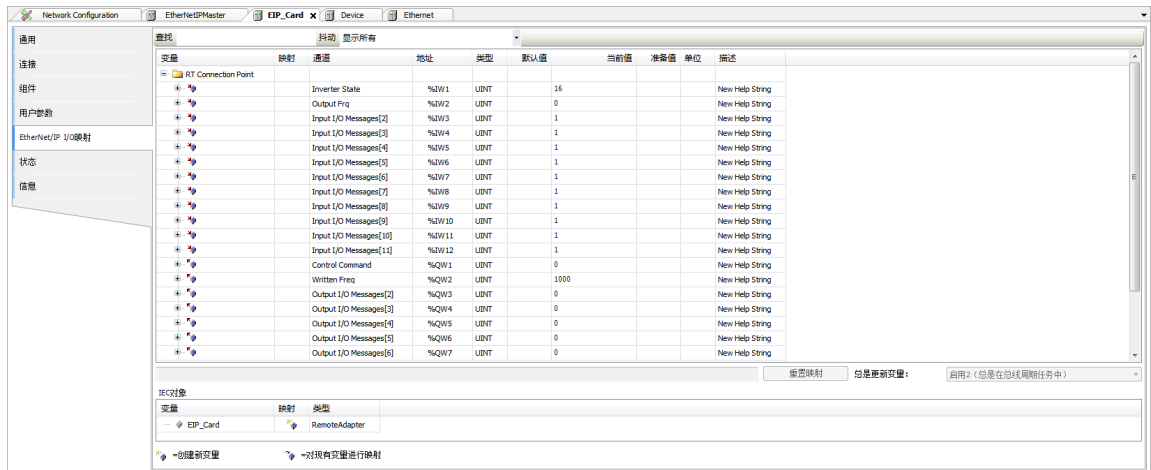 Network Configuration EtherNetIPMaster EIP_Card x Device Ethernet
通用
连接
组件
用户参数
EtherNet/IP I/O映射
状态
信息
查找 抖动 显示所有
变量 映射 通道 地址 类型 默认值 当前值 准备值 单位 描述
RT Connection Point
Inverter State %IW1 UINT 16 New Help String
Output Frq %IW2 UINT 0 New Help String
Input I/O Messages[2] %IW3 UINT 1 New Help String
Input I/O Messages[3] %IW4 UINT 1 New Help String
Input I/O Messages[4] %IW5 UINT 1 New Help String
Input I/O Messages[5] %IW6 UINT 1 New Help String
Input I/O Messages[6] %IW7 UINT 1 New Help String
Input I/O Messages[7] %IW8 UINT 1 New Help String
Input I/O Messages[8] %IW9 UINT 1 New Help String
Input I/O Messages[9] %IW10 UINT 1 New Help String
Input I/O Messages[10] %IW11 UINT 1 New Help String
Input I/O Messages[11] %IW12 UINT 1 New Help String
Control Command %QW1 UINT 0 New Help String
Written Freq %QW2 UINT 1000 New Help String
Output I/O Messages[2] %QW3 UINT 0 New Help String
Output I/O Messages[3] %QW4 UINT 0 New Help String
Output I/O Messages[4] %QW5 UINT 0 New Help String
Output I/O Messages[5] %QW6 UINT 0 New Help String
Output I/O Messages[6] %QW7 UINT 0 New Help String
重置映射 总是更新变量: 启用2（总是在总线周期任务中）
IEC对象
变量 映射 类型
EIP_Card RemoteAdapter
=创建新变量 =对现有变量进行映射